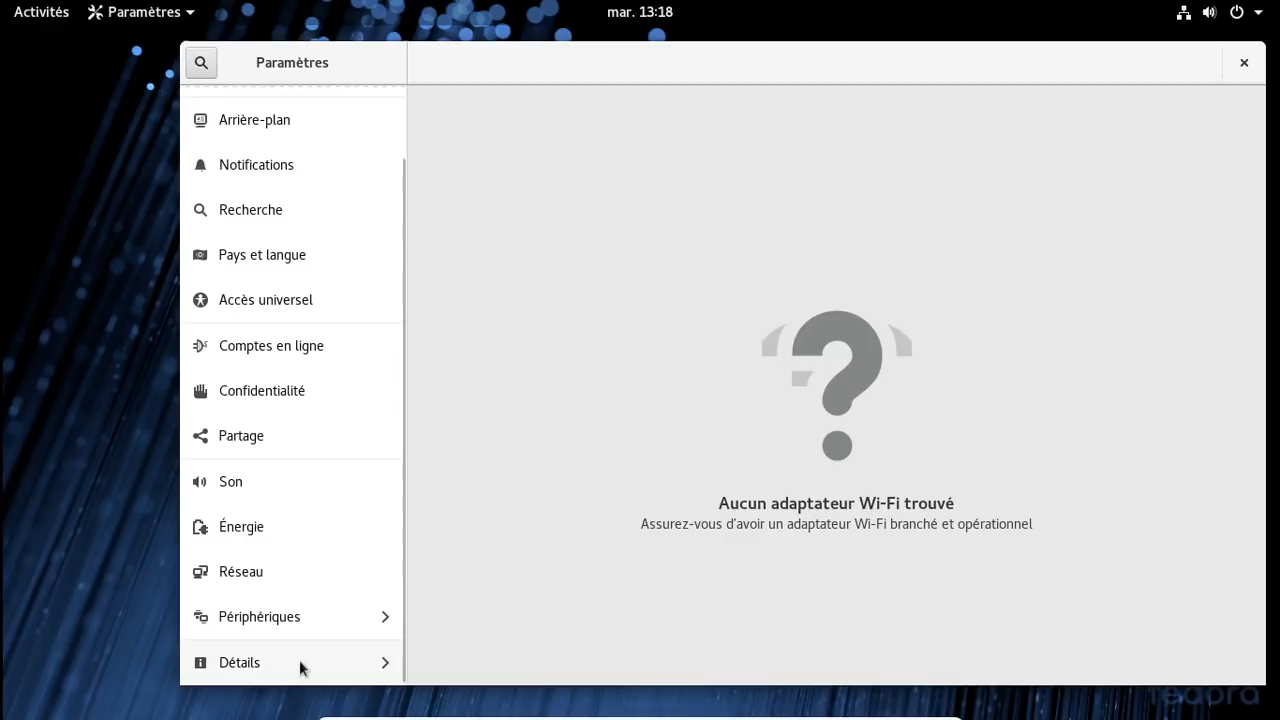 Activités Paramètres mar. 13:18
Paramètres
Arrière-plan
Notifications
Recherche
Pays et langue
Accès universel
Comptes en ligne
Confidentialité
Partage
Son
Énergie
Réseau
Périphériques
Détails
Aucun adaptateur Wi-Fi trouvé
Assurez-vous d'avoir un adaptateur Wi-Fi branché et opérationnel
fedora